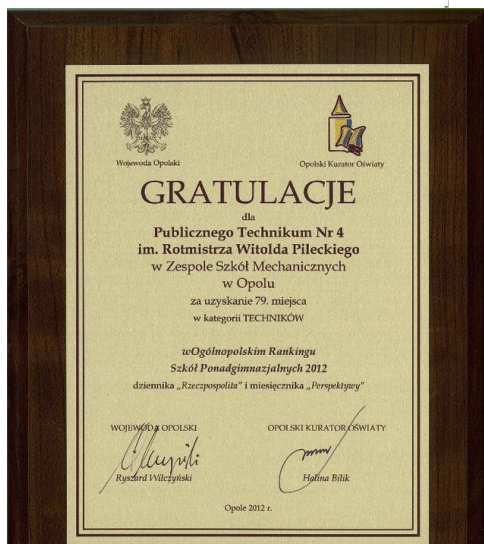 Wojewoda Opolski
Opolski Kurator Oświaty
GRATULACJE
dla
Publicznego Technikum Nr 4
im. Rotmistrza Witolda Pileckiego
w Zespole Szkół Mechanicznych
w Opolu
za uzyskanie 79. miejsca
w kategorii TECHNIKÓW
wOgólnopolskim Rankingu
Szkół Ponadgimnazjalnych 2012
dziennika „Rzeczpospolita" i miesięcznika „Perspektywy"
WOJEWODA OPOLSKI
OPOLSKI KURATOR OŚWIATY
Ryszard Wilczyński
Halina Bilik
Opole 2012 r.